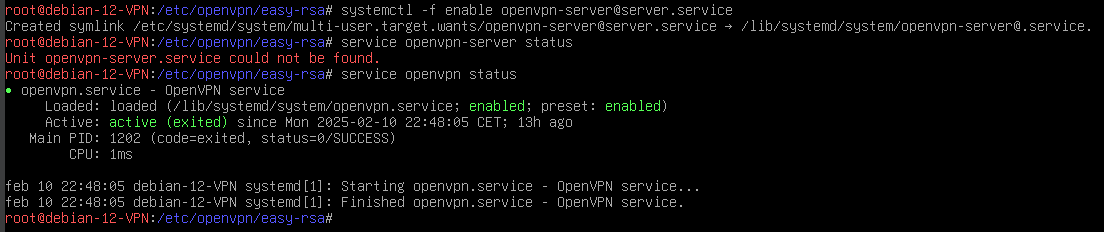 root@debian-12-VPN:/etc/openvpn/easy-rsa# systemctl -f enable openvpn-server@server.service
Created symlink /etc/systemd/system/multi-user.target.wants/openvpn-server@server.service → /lib/systemd/system/openvpn-server@.service.
root@debian-12-VPN:/etc/openvpn/easy-rsa# service openvpn-server status
Unit openvpn-server.service could not be found.
root@debian-12-VPN:/etc/openvpn/easy-rsa# service openvpn status
● openvpn.service - OpenVPN service
Loaded: loaded (/lib/systemd/system/openvpn.service; enabled; preset: enabled)
Active: active (exited) since Mon 2025-02-10 22:48:05 CET; 13h ago
Main PID: 1202 (code=exited, status=0/SUCCESS)
CPU: 1ms
feb 10 22:48:05 debian-12-VPN systemd[1]: Starting openvpn.service - OpenVPN service...
feb 10 22:48:05 debian-12-VPN systemd[1]: Finished openvpn.service - OpenVPN service.
root@debian-12-VPN:/etc/openvpn/easy-rsa#